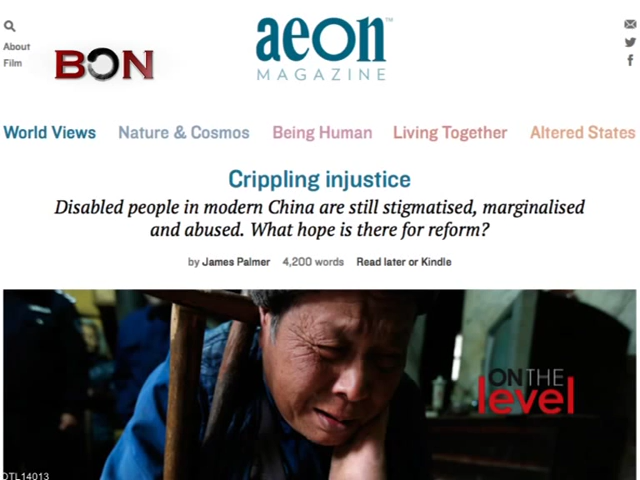 About
Film
BON
aeon™
MAGAZINE
World Views Nature & Cosmos Being Human Living Together Altered States
Crippling injustice
Disabled people in modern China are still stigmatised, marginalised
and abused. What hope is there for reform?
by James Palmer 4,200 words Read later or Kindle
ON THE
level
OTL14013